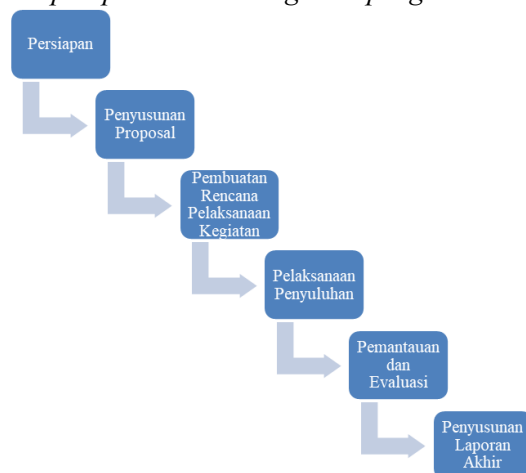 Persiapan
Penyusunan
Proposal
Pembuatan
Rencana
Pelaksanaan
Kegiatan
Pelaksanaan
Penyuluhan
Pemantauan
dan
Evaluasi
Penyusunan
Laporan
Akhir